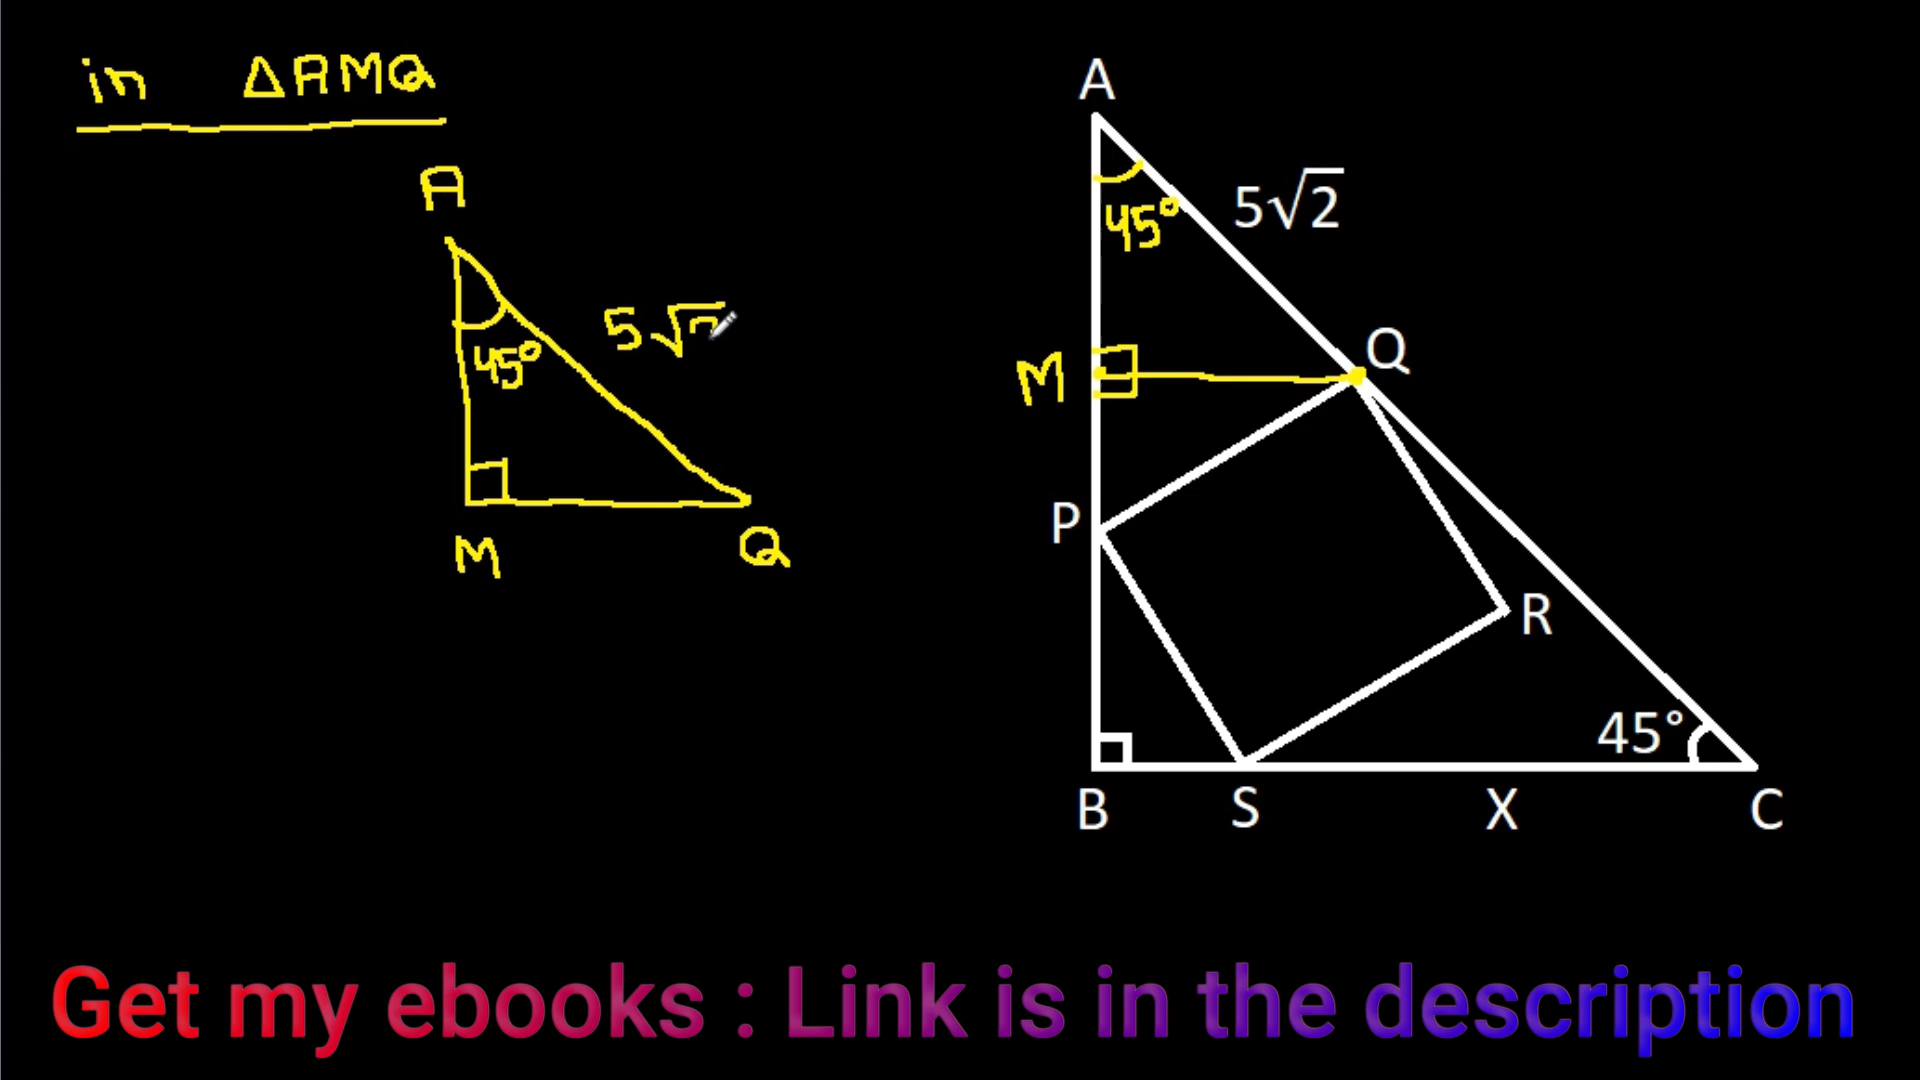 in ΔAMQ
A
45°
5√
M
Q
A
5√2
45°
M
Q
P
R
45°
B S X C
Get my ebooks : Link is in the description